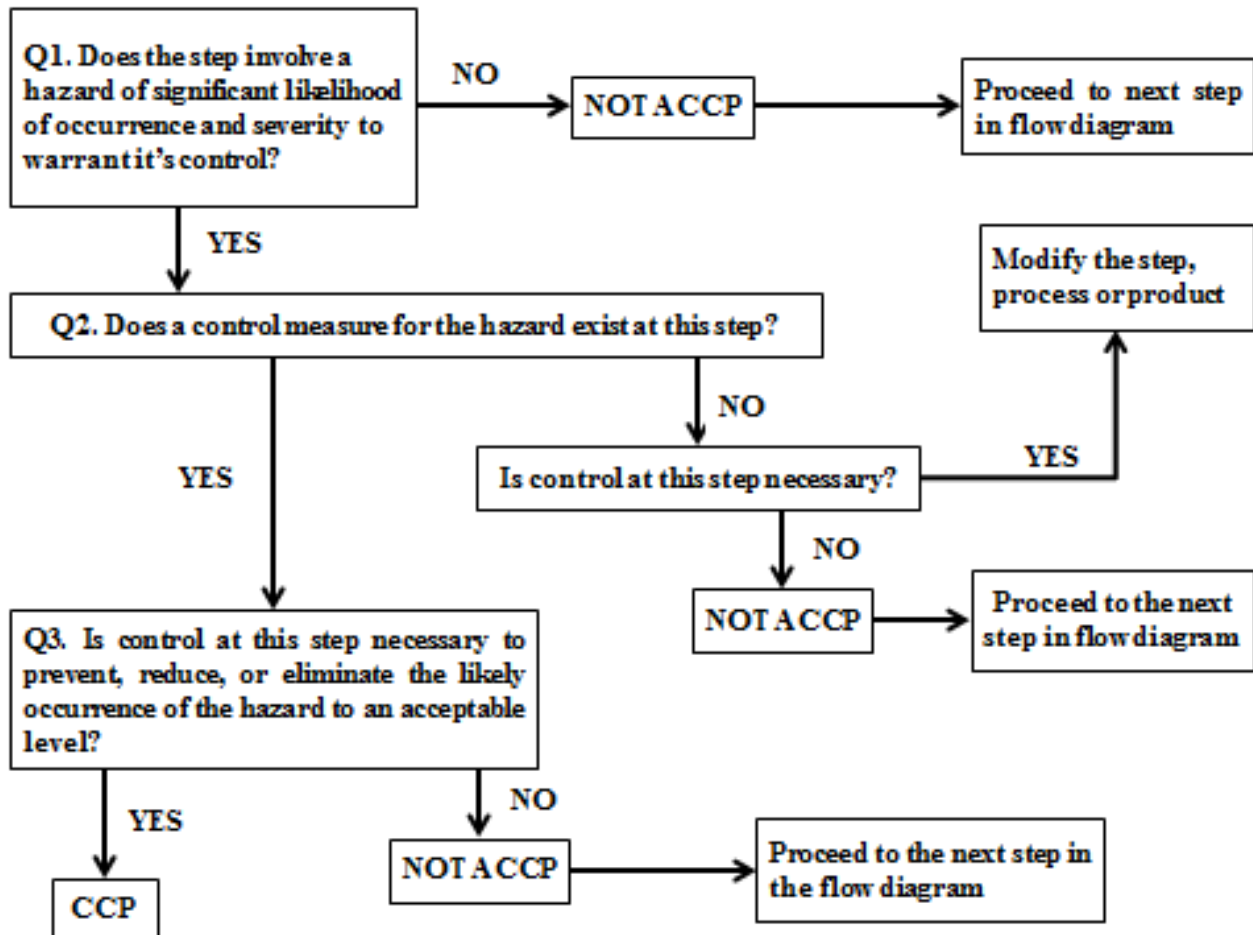 Q1. Does the step involve a
hazard of significant likelihood
of occurrence and severity to
warrant it's control?
NO
NOT A CCP
Proceed to next step
in flow diagram
YES
Modify the step,
process or product
Q2. Does a control measure for the hazard exist at this step?
NO
YES
Is control at this step necessary?
YES
NO
NOT A CCP
Proceed to the next
step in flow diagram
Q3. Is control at this step necessary to
prevent, reduce, or eliminate the likely
occurrence of the hazard to an acceptable
level?
YES
NO
CCP
NOT A CCP
Proceed to the next step in
the flow diagram